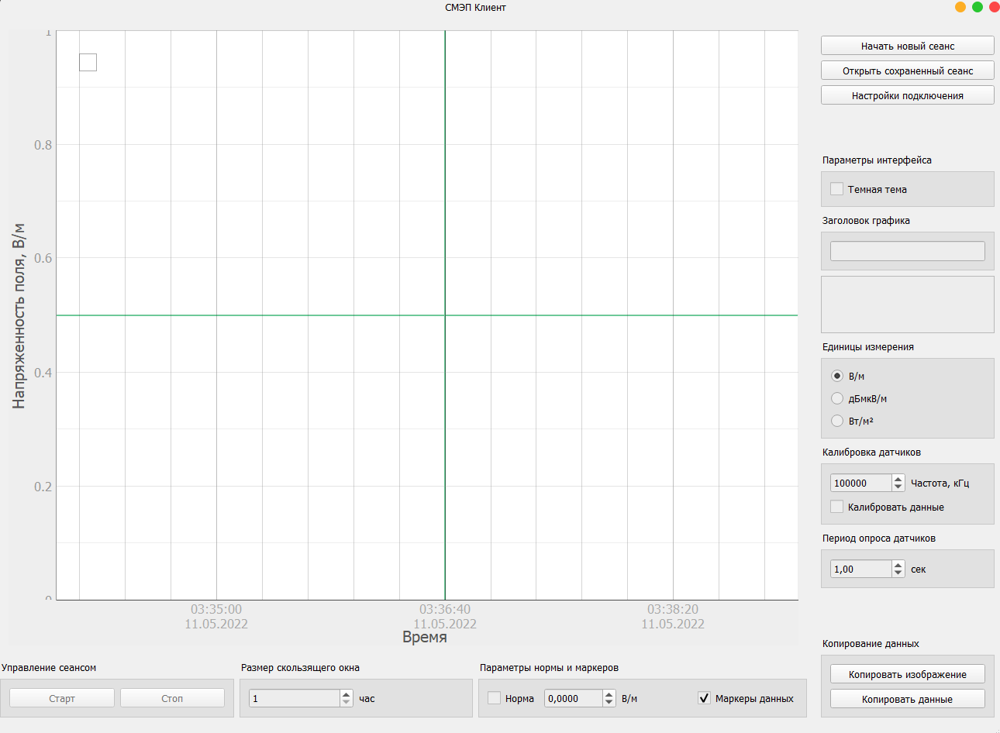 СМЭП Клиент
1
0.8
0.6
0.4
0.2
0
Напряженность поля, В/м
03:35:00
11.05.2022
03:36:40
11.05.2022
03:38:20
11.05.2022
Время
Начать новый сеанс
Открыть сохраненный сеанс
Настройки подключения
Параметры интерфейса
Темная тема
Заголовок графика
Единицы измерения
В/м
дБмкВ/м
Вт/м²
Калибровка датчиков
100000 Частота, кГц
Калибровать данные
Период опроса датчиков
1,00 сек
Копирование данных
Копировать изображение
Копировать данные
Управление сеансом
Старт Стоп
Размер скользящего окна
1 час
Параметры нормы и маркеров
Норма 0,0000 В/м Маркеры данных